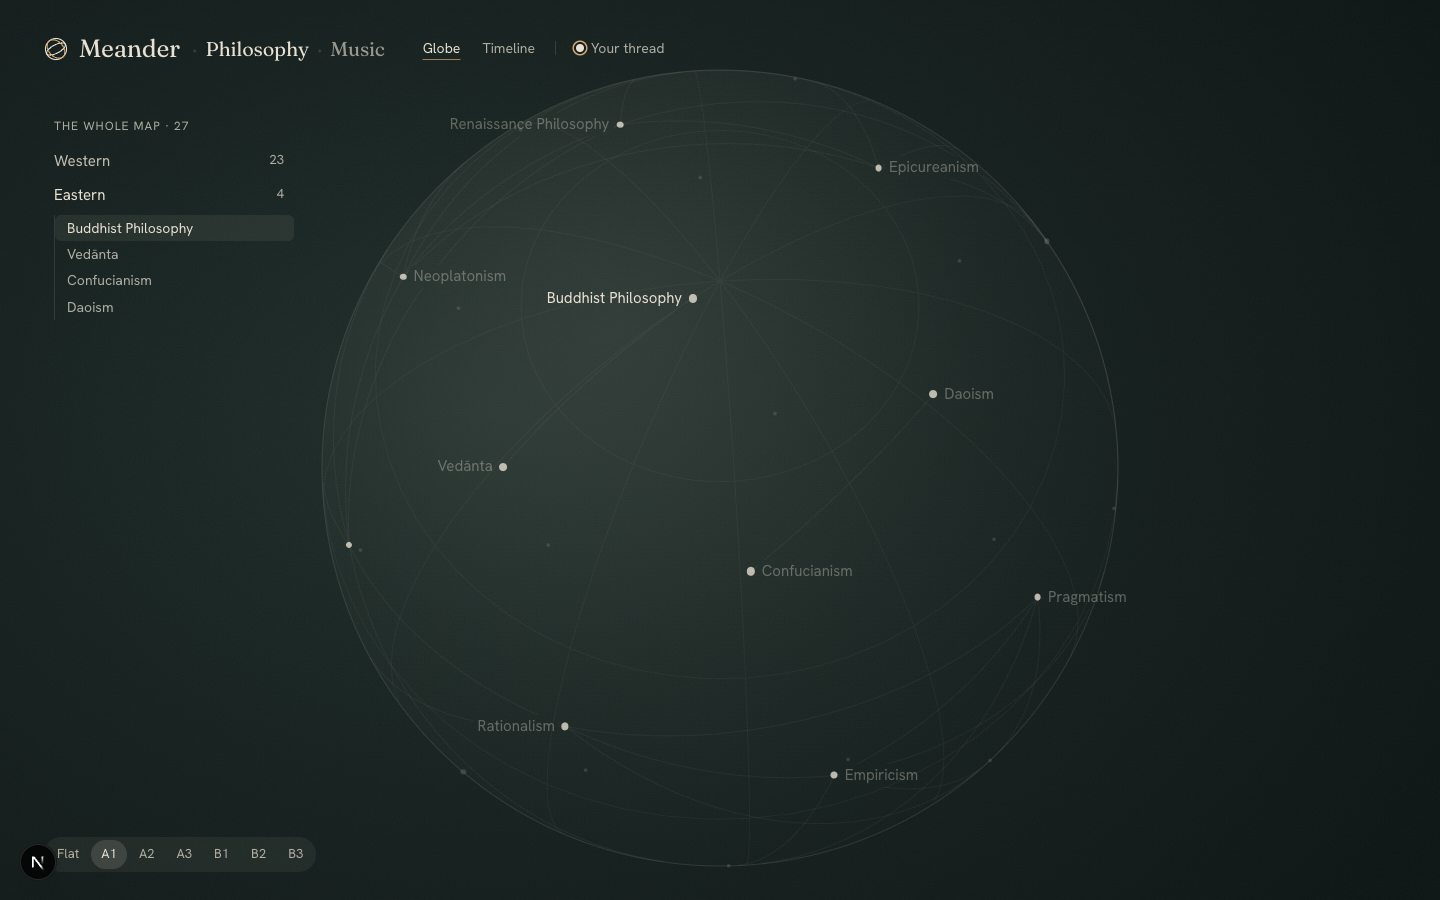 Meander · Philosophy · Music
Globe Timeline Your thread
THE WHOLE MAP · 27
Western 23
Eastern 4
Buddhist Philosophy
Vedānta
Confucianism
Daoism
Renaissance Philosophy
Epicureanism
Neoplatonism
Buddhist Philosophy
Daoism
Vedānta
Confucianism
Pragmatism
Rationalism
Empiricism
N Flat A1 A2 A3 B1 B2 B3